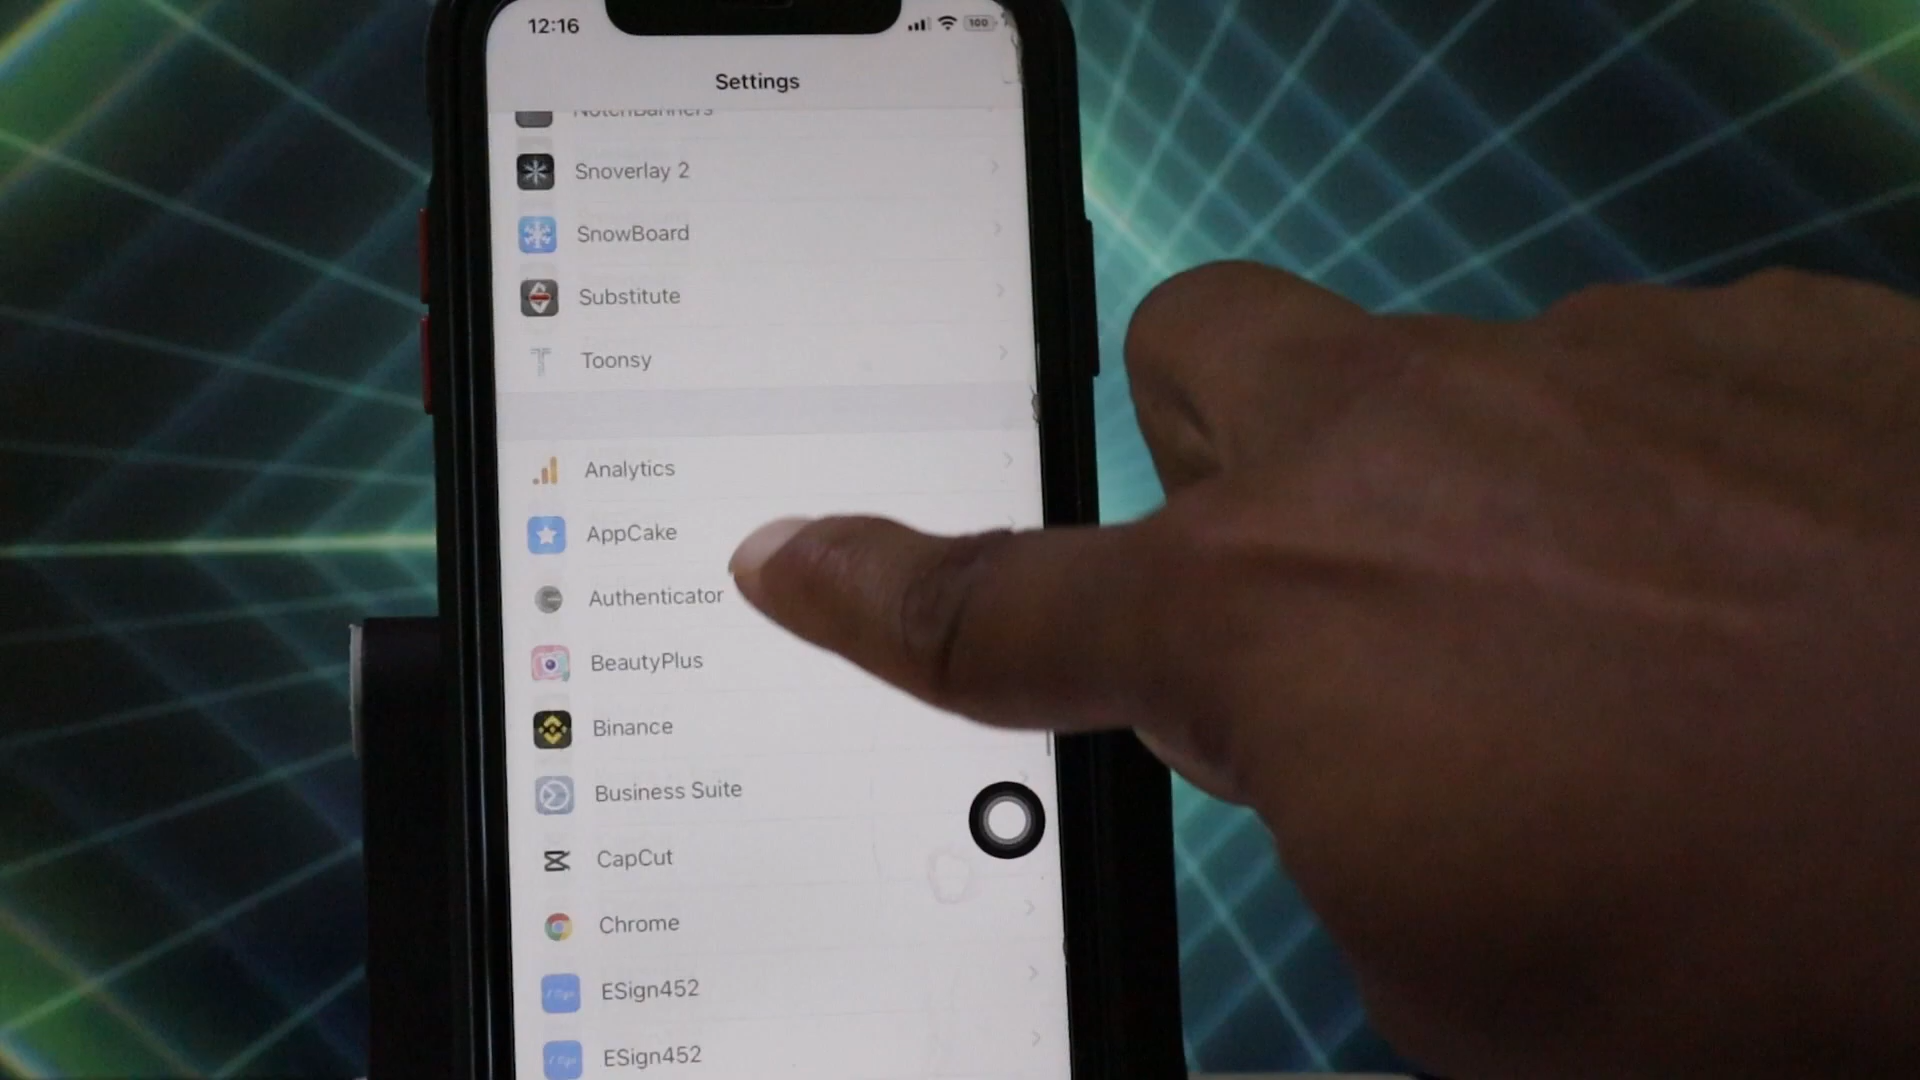 12:16
100
Settings
NotchBanners
Snoverlay 2
SnowBoard
Substitute
Toonsy
Analytics
AppCake
Authenticator
BeautyPlus
Binance
Business Suite
CapCut
Chrome
ESign452
ESign452